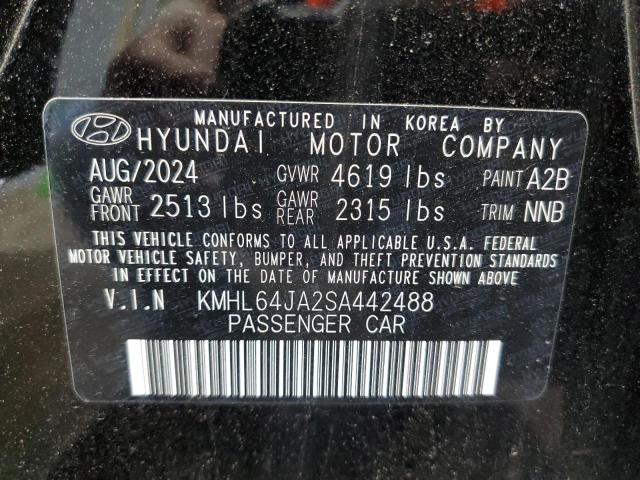 MANUFACTURED IN KOREA BY
HYUNDAI MOTOR COMPANY
AUG/2024 GVWR 4619 lbs PAINT A2B
GAWR FRONT 2513 lbs GAWR REAR 2315 lbs TRIM NNB
THIS VEHICLE CONFORMS TO ALL APPLICABLE U.S.A. FEDERAL
MOTOR VEHICLE SAFETY, BUMPER, AND THEFT PREVENTION STANDARDS
IN EFFECT ON THE DATE OF MANUFACTURE SHOWN ABOVE
V.I.N KMHL64JA2SA442488
PASSENGER CAR